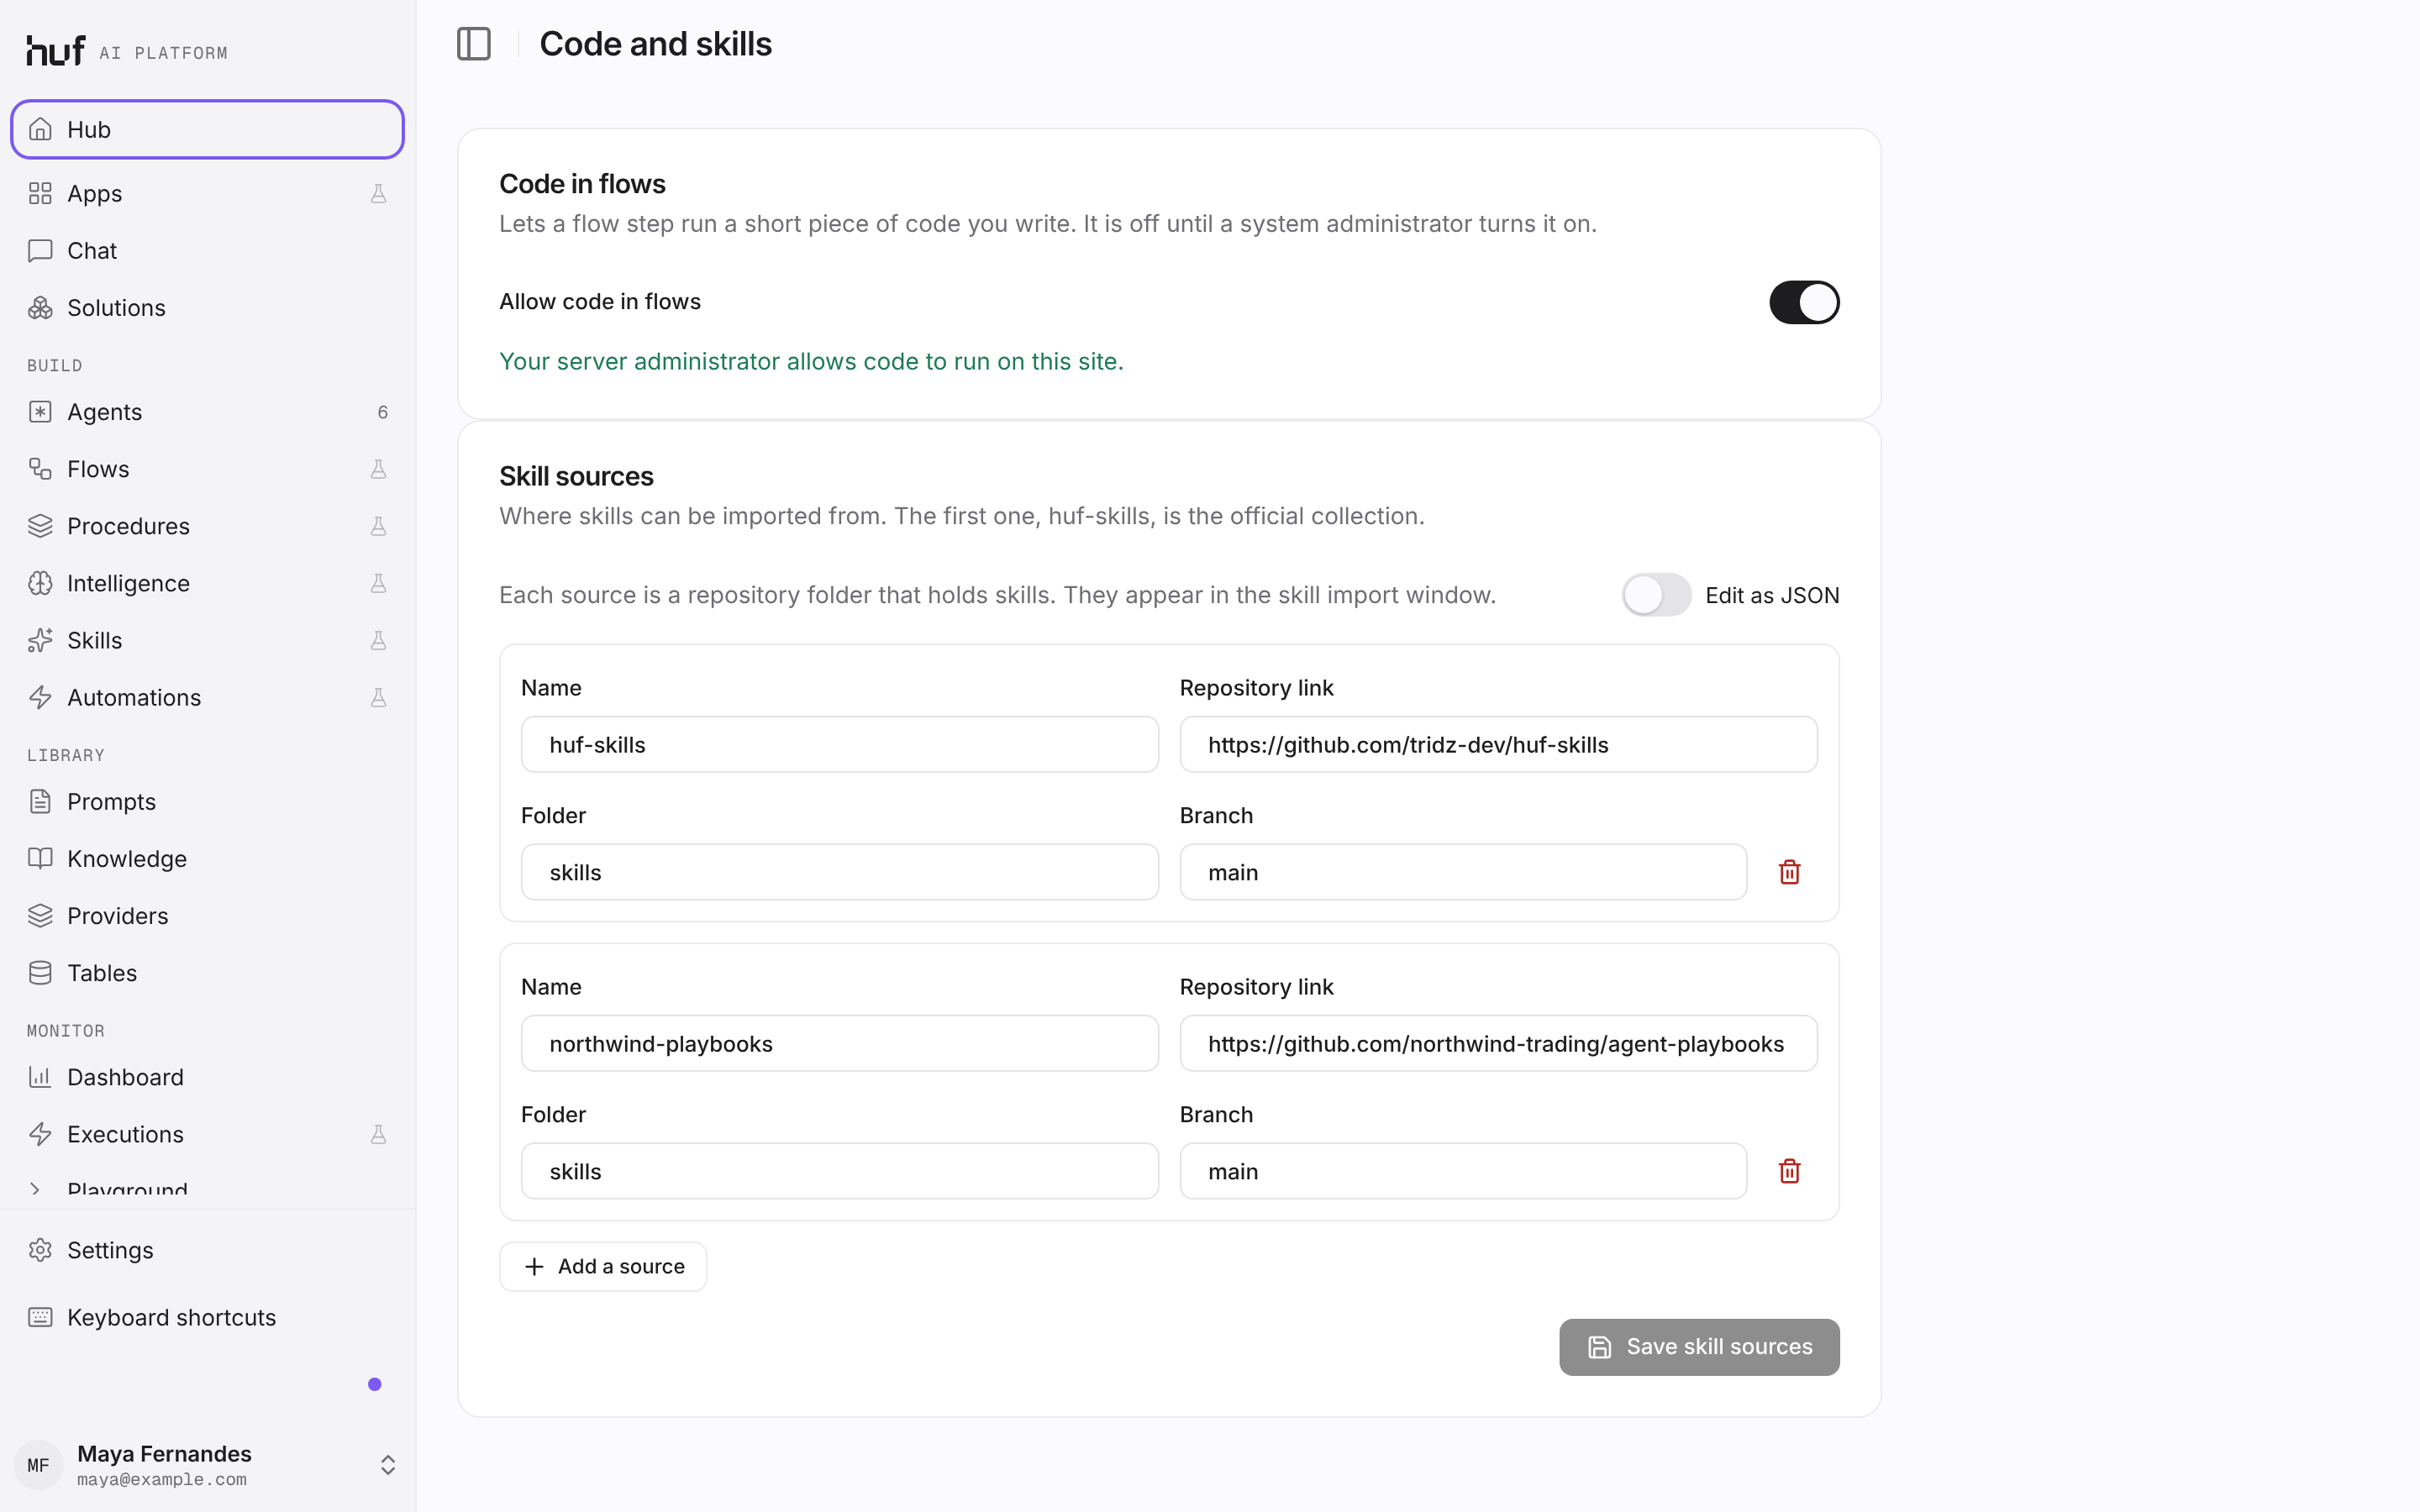 huf AI PLATFORM
Hub
Apps
Chat
Solutions
BUILD
Agents 6
Flows
Procedures
Intelligence
Skills
Automations
LIBRARY
Prompts
Knowledge
Providers
Tables
MONITOR
Dashboard
Executions
Playground
Settings
Keyboard shortcuts
MF Maya Fernandes
maya@example.com
Code and skills
Code in flows
Lets a flow step run a short piece of code you write. It is off until a system administrator turns it on.
Allow code in flows
Your server administrator allows code to run on this site.
Skill sources
Where skills can be imported from. The first one, huf-skills, is the official collection.
Each source is a repository folder that holds skills. They appear in the skill import window. Edit as JSON
Name Repository link
huf-skills https://github.com/tridz-dev/huf-skills
Folder Branch
skills main
Name Repository link
northwind-playbooks https://github.com/northwind-trading/agent-playbooks
Folder Branch
skills main
Add a source
Save skill sources